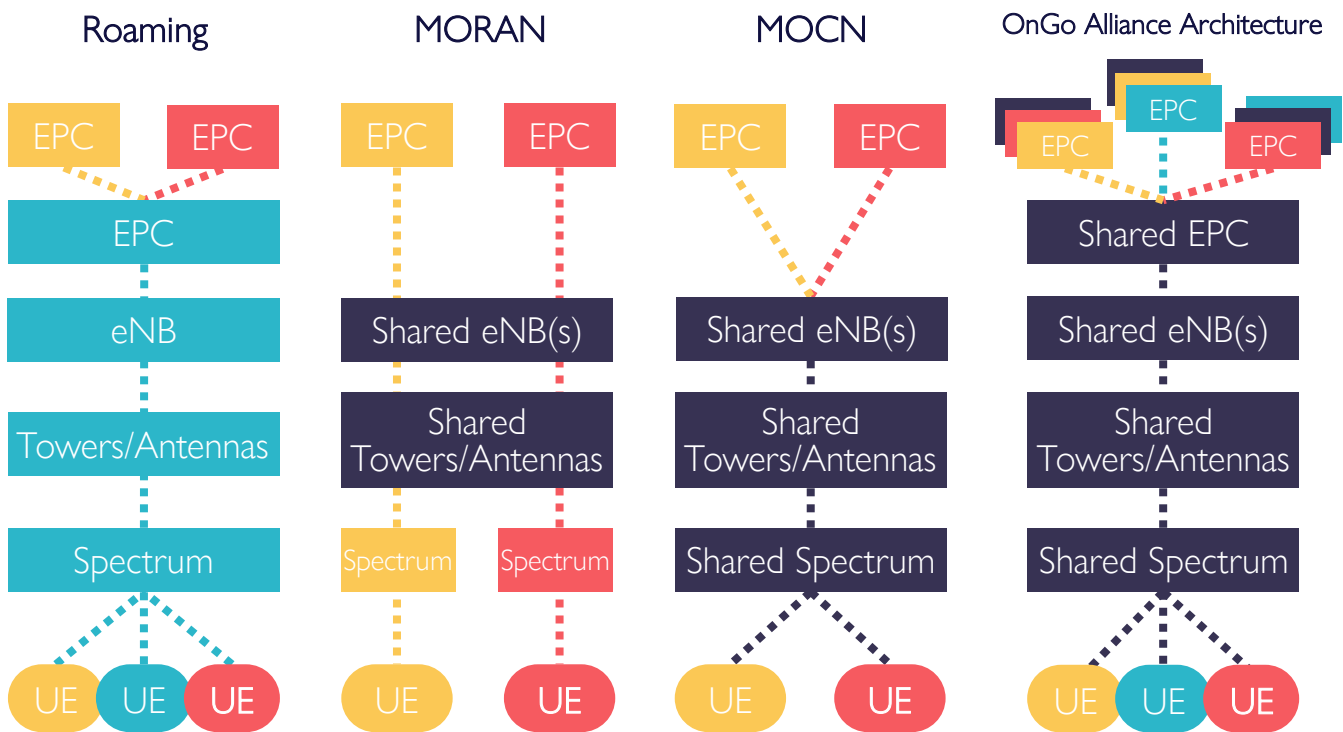 Roaming
EPC
EPC
EPC
eNB
Towers/Antennas
Spectrum
UE
UE
UE
MORAN
EPC
EPC
Shared eNB(s)
Shared
Towers/Antennas
Spectrum
Spectrum
UE
UE
MOCN
EPC
EPC
Shared eNB(s)
Shared
Towers/Antennas
Shared Spectrum
UE
UE
OnGo Alliance Architecture
EPC
EPC
EPC
Shared EPC
Shared eNB(s)
Shared
Towers/Antennas
Shared Spectrum
UE
UE
UE